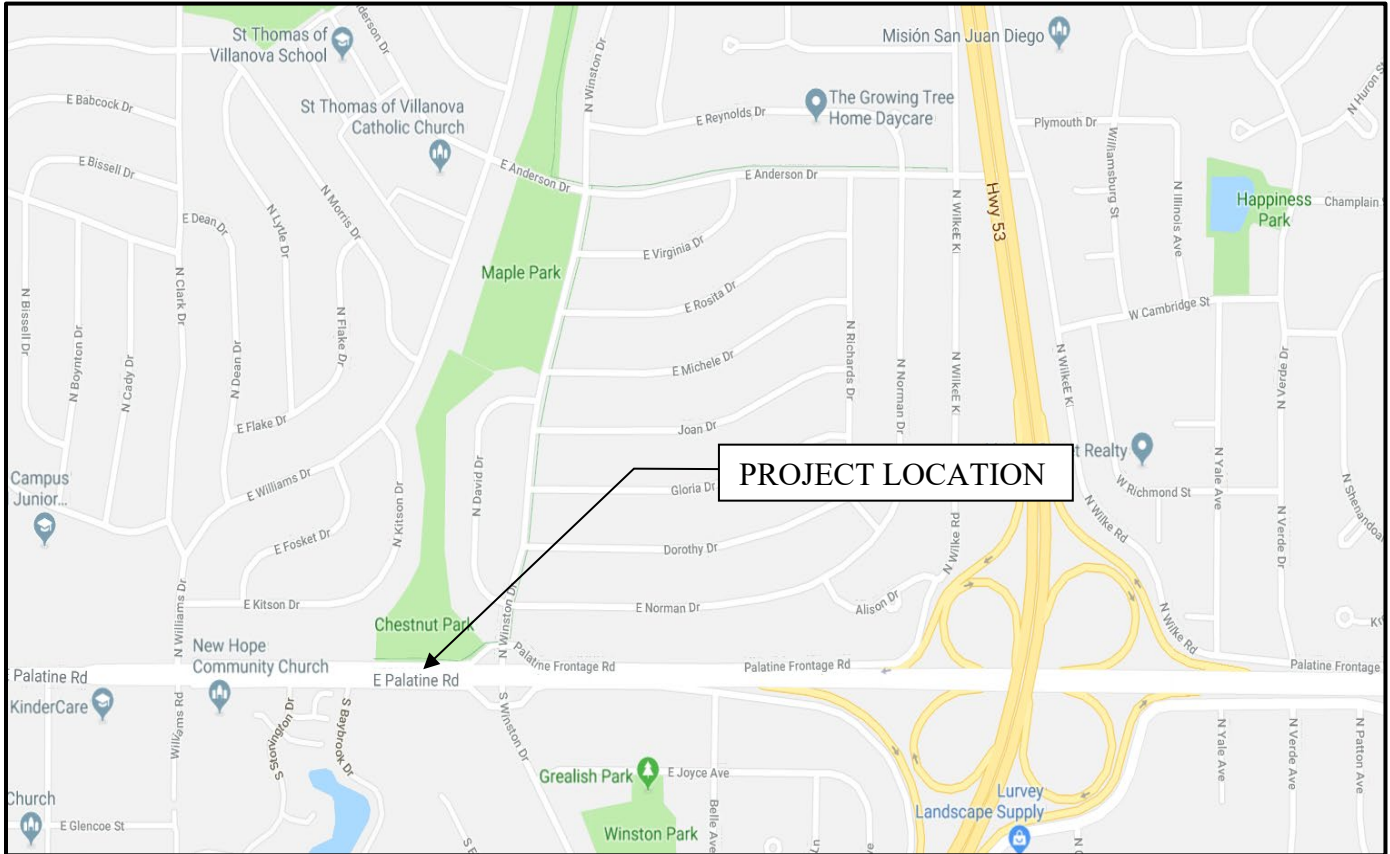 St Thomas of
Villanova School
Misión San Juan Diego
N Winston Dr
E Babcock Dr
St Thomas of Villanova
Catholic Church
The Growing Tree
Home Daycare
E Reynolds Dr
Plymouth Dr
N Huron St
E Bissell Dr
E Anderson Dr
E Anderson Dr
Williamsburg St
N Illinois Ave
Hwy 53
Happiness
Park
Champlain
N Morris Dr
N Lytle Dr
E Dean Dr
E Virginia Dr
Maple Park
N Clark Dr
E Rosita Dr
W Cambridge St
N Bissell Dr
N Boynton Dr
N Cady Dr
N Dean Dr
N Flake Dr
E Michele Dr
N Richards Dr
N Norman Dr
N Verde Dr
E Flake Dr
Joan Dr
PROJECT LOCATION
t Realty
Campus
Junior...
E Williams Dr
N Kitson Dr
N David Dr
Gloria Dr
W Richmond St
N Yale Ave
N Wilke Rd
N Verde Dr
E Fosket Dr
Dorothy Dr
N Wilke Rd
E Kitson Dr
E Norman Dr
Alison Dr
N Williams Dr
Chestnut Park
N Winston Dr
N Wilke Rd
New Hope
Community Church
Palatine Frontage Rd
Palatine Frontage Rd
Palatine Frontage
E Palatine Rd
E Palatine Rd
KinderCare
Williams Rd
S Stonington Dr
S Baybrook Dr
S Winston Dr
N Yale Ave
N Verde Ave
N Patton Ave
Grealish Park
E Joyce Ave
Belle Ave
Lurvey
Landscape Supply
Church
E Glencoe St
Winston Park